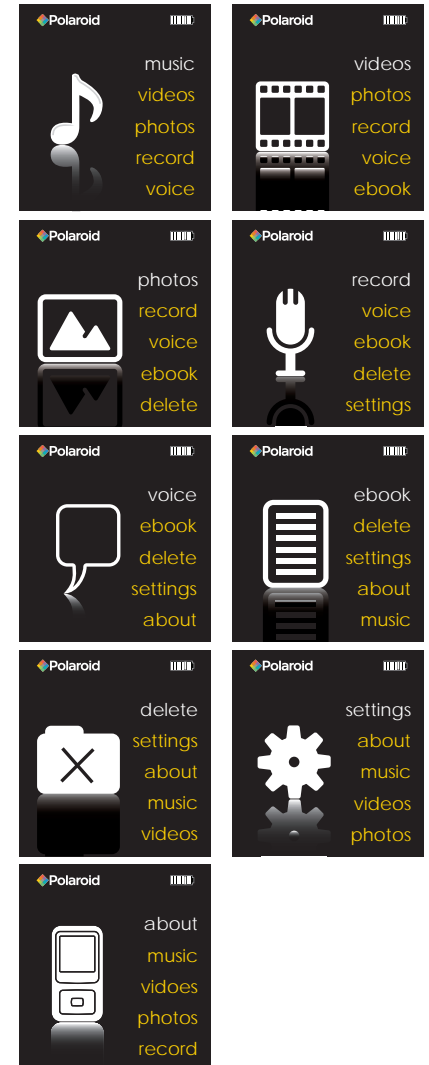 Polaroid
music
videos
photos
record
voice
Polaroid
videos
photos
record
voice
ebook
Polaroid
photos
record
voice
ebook
delete
Polaroid
record
voice
ebook
delete
settings
Polaroid
voice
ebook
delete
settings
about
Polaroid
ebook
delete
settings
about
music
Polaroid
delete
settings
about
music
videos
Polaroid
settings
about
music
videos
photos
Polaroid
about
music
vidoes
photos
record